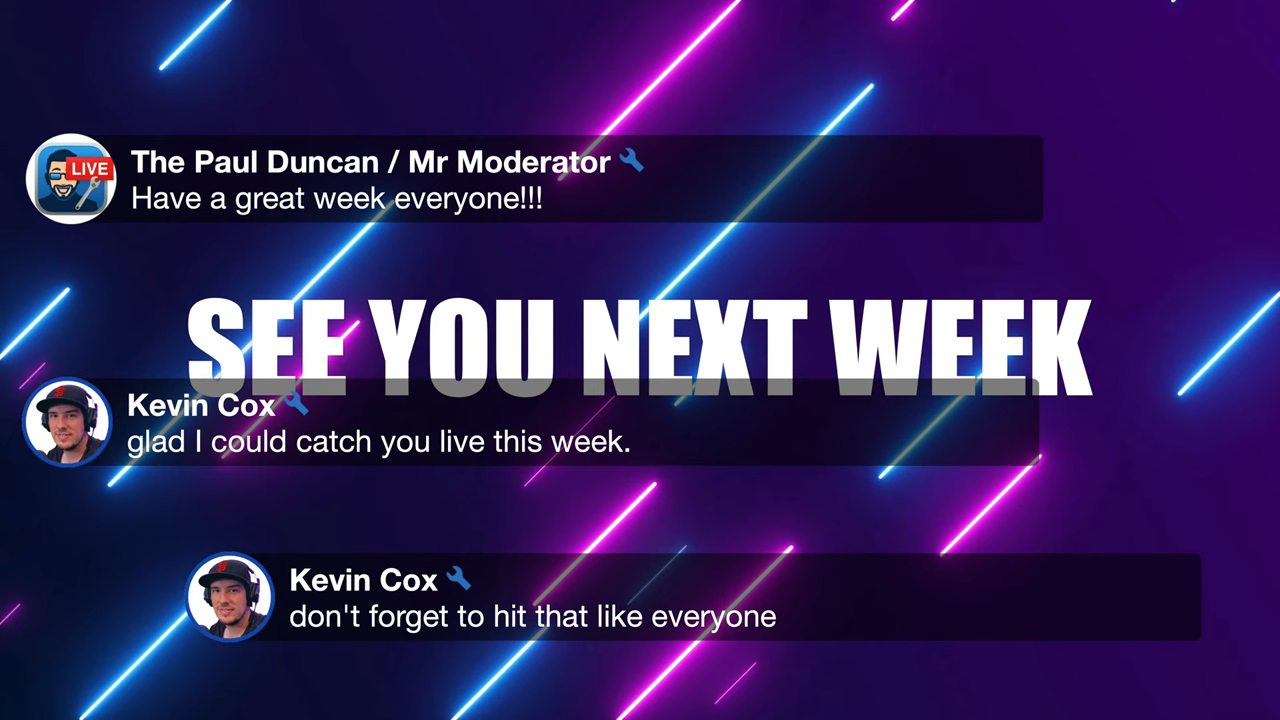 The Paul Duncan / Mr Moderator
LIVE
Have a great week everyone!!!
SEE YOU NEXT WEEK
Kevin Cox
glad I could catch you live this week.
Kevin Cox
don't forget to hit that like everyone